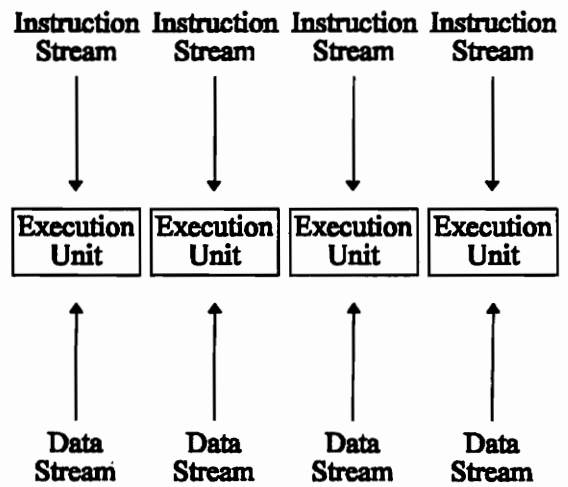 Instruction Instruction Instruction Instruction
Stream Stream Stream Stream
Execution Execution Execution Execution
Unit Unit Unit Unit
Data Data Data Data
Stream Stream Stream Stream